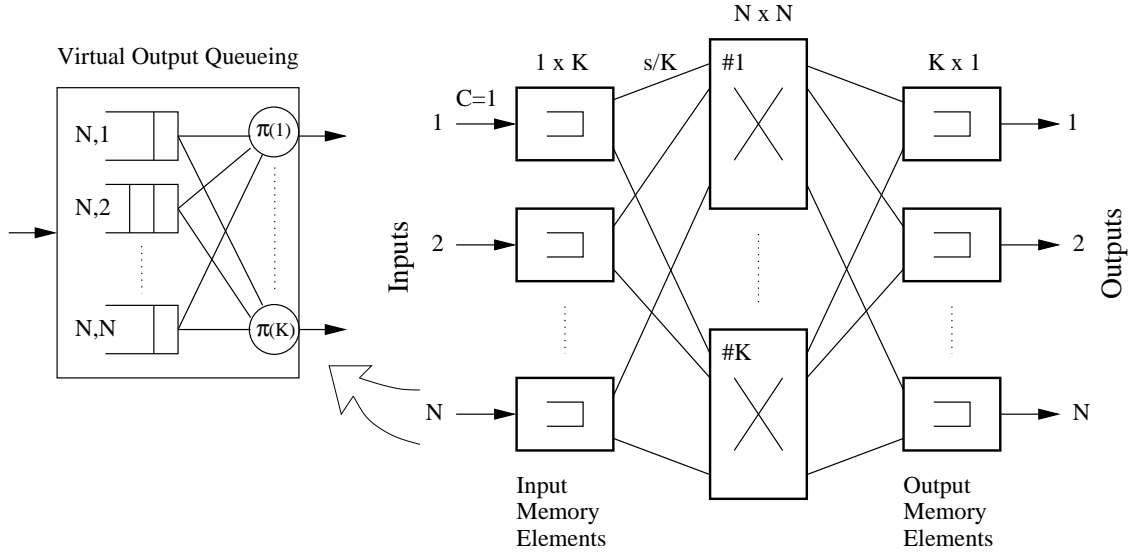 Virtual Output Queueing
N,1
N,2
N,N
π(1)
π(K)
N x N
1 x K
s/K
K x 1
C=1
#1
#K
1
2
N
Inputs
1
2
N
Outputs
Input
Memory
Elements
Output
Memory
Elements